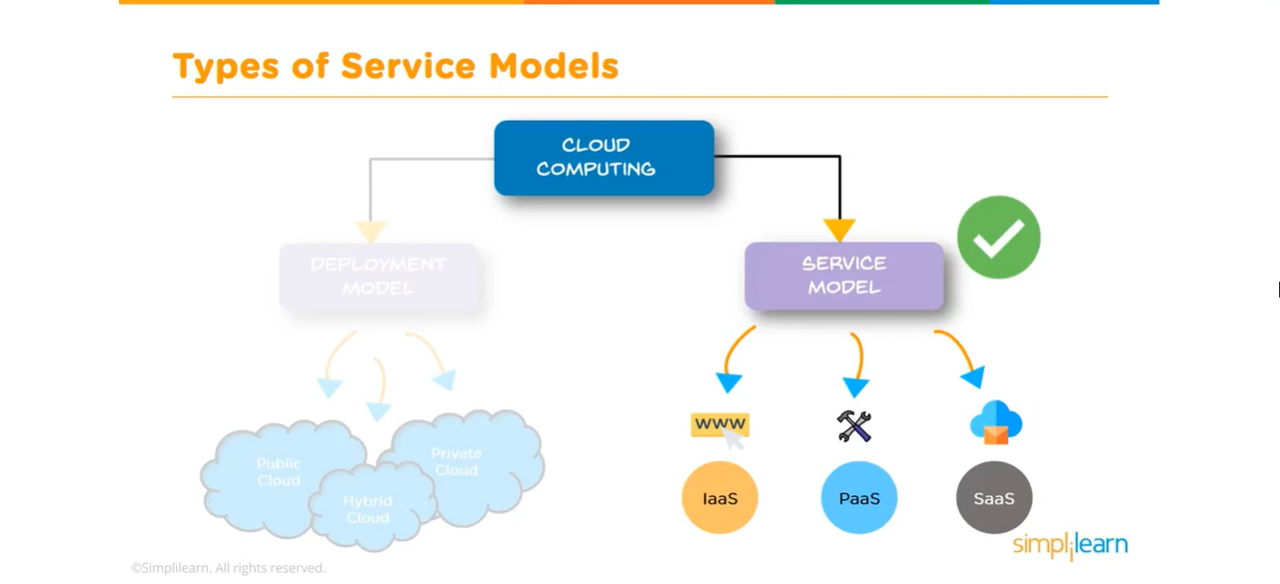 Types of Service Models
CLOUD
COMPUTING
DEPLOYMENT
MODEL
SERVICE
MODEL
Public
Cloud
Hybrid
Cloud
Private
Cloud
WWW
IaaS
PaaS
SaaS
simplilearn
©Simplilearn. All rights reserved.